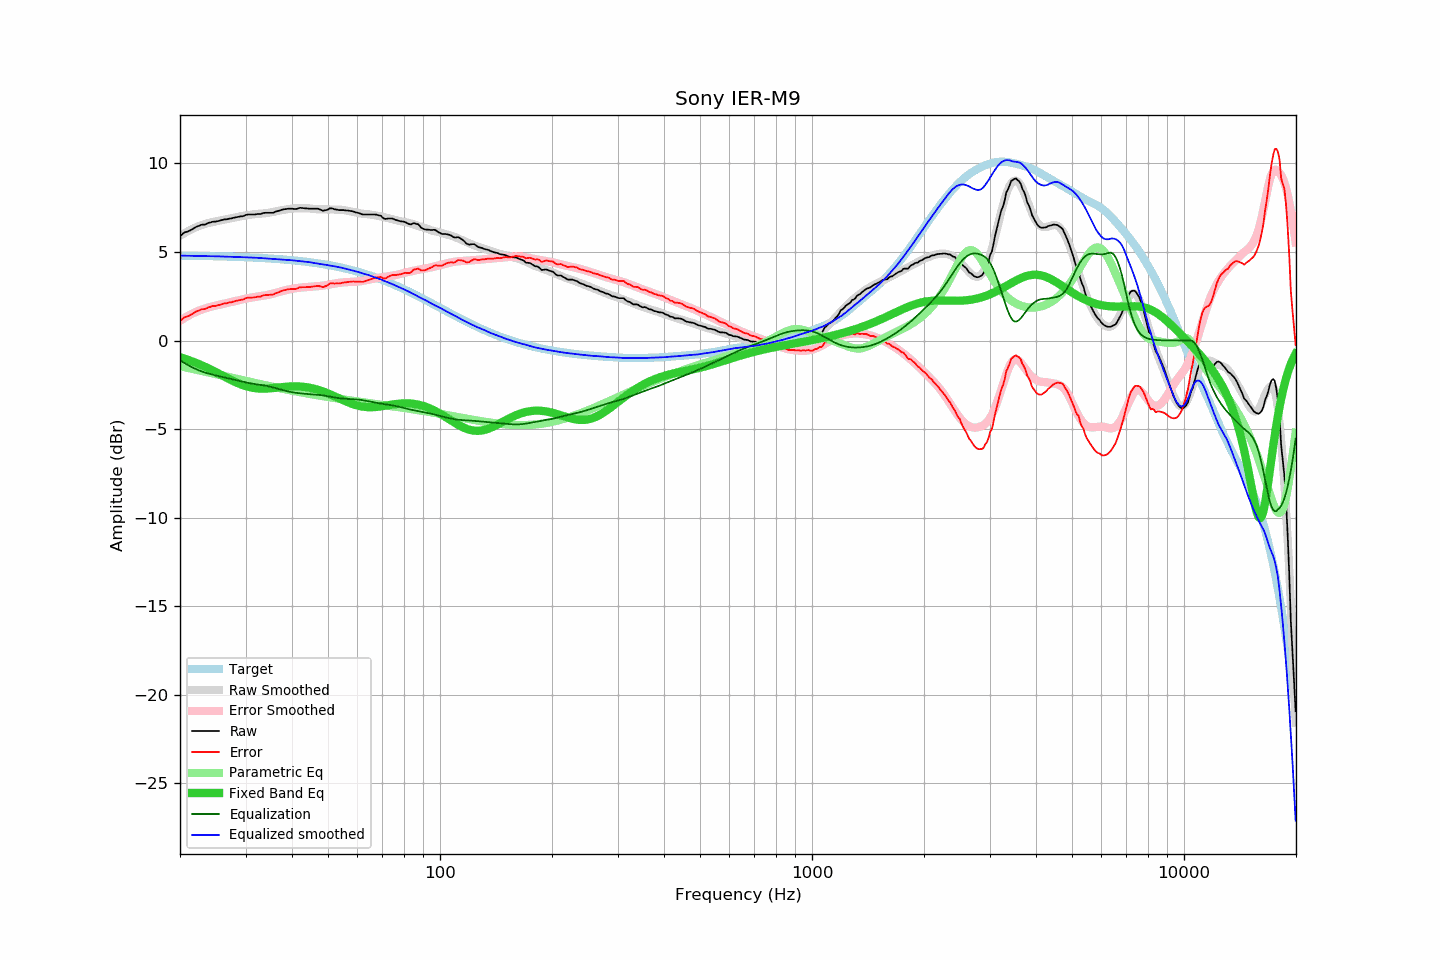 Sony IER-M9
10
5
0
−5
−10
−15
−20
−25
Amplitude (dBr)
Target
Raw Smoothed
Error Smoothed
Raw
Error
Parametric Eq
Fixed Band Eq
Equalization
Equalized smoothed
100
1000
10000
Frequency (Hz)